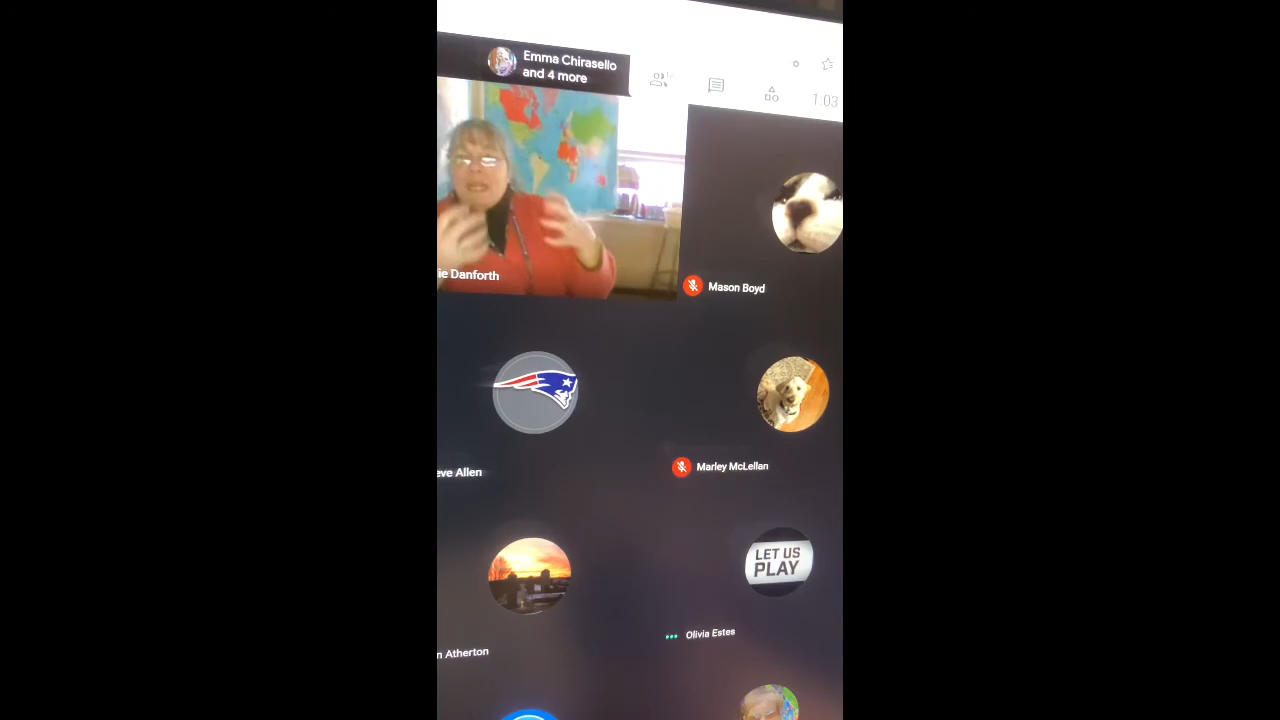 Emma Chirasello
and 4 more
1:03
ie Danforth
Mason Boyd
eve Allen
Marley McLellan
LET US
PLAY
Olivia Estes
n Atherton